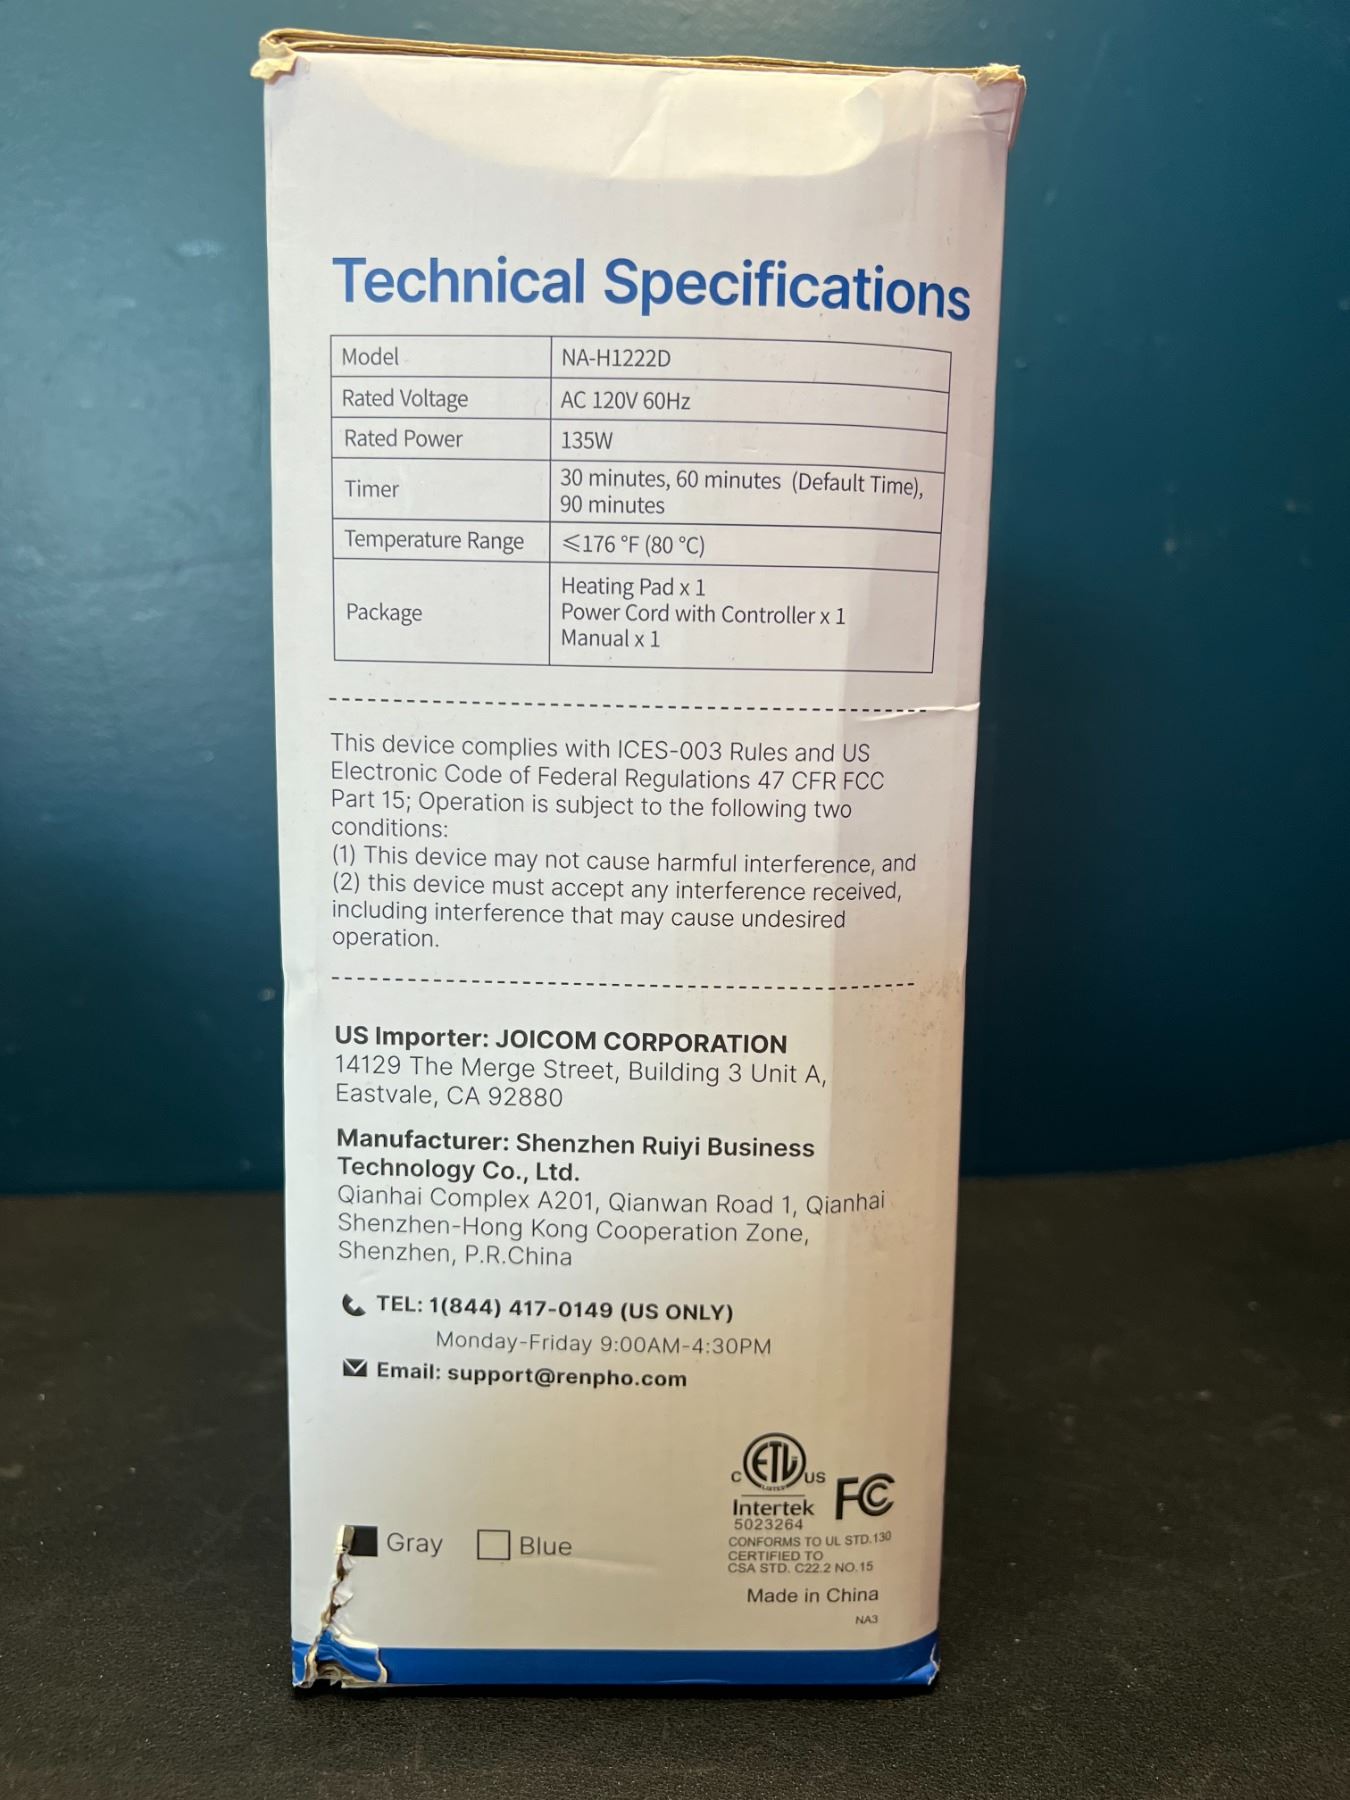 Technical Specifications
Model NA-H1222D
Rated Voltage AC 120V 60Hz
Rated Power 135W
Timer 30 minutes, 60 minutes (Default Time),
90 minutes
Temperature Range ⩽176 °F (80 °C)
Package Heating Pad x 1
Power Cord with Controller x 1
Manual x 1
This device complies with ICES-003 Rules and US
Electronic Code of Federal Regulations 47 CFR FCC
Part 15; Operation is subject to the following two
conditions:
(1) This device may not cause harmful interference, and
(2) this device must accept any interference received,
including interference that may cause undesired
operation.
US Importer: JOICOM CORPORATION
14129 The Merge Street, Building 3 Unit A,
Eastvale, CA 92880
Manufacturer: Shenzhen Ruiyi Business
Technology Co., Ltd.
Qianhai Complex A201, Qianwan Road 1, Qianhai
Shenzhen-Hong Kong Cooperation Zone,
Shenzhen, P.R.China
TEL: 1(844) 417-0149 (US ONLY)
Monday-Friday 9:00AM-4:30PM
Email: support@renpho.com
Gray Blue
C ETL US
LISTED
FC
Intertek
5023264
CONFORMS TO UL STD.130
CERTIFIED TO
CSA STD. C22.2 NO.15
Made in China
NA3